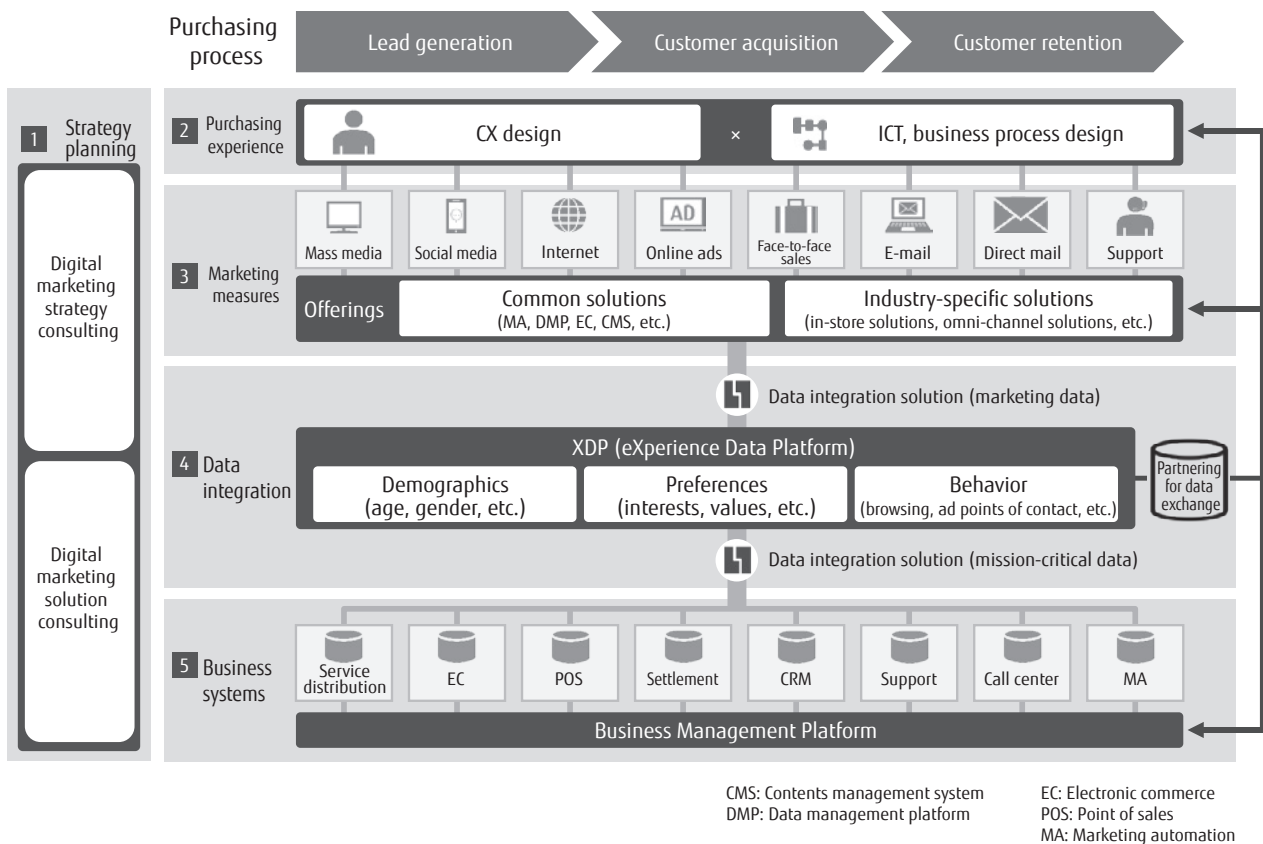 Purchasing
process
Lead generation
Customer acquisition
Customer retention
1
Strategy
planning
Digital
marketing
strategy
consulting
Digital
marketing
solution
consulting
2
Purchasing
experience
CX design
×
ICT, business process design
3
Marketing
measures
Mass media
Social media
Internet
AD
Online ads
Face-to-face
sales
E-mail
Direct mail
Support
Offerings
Common solutions
(MA, DMP, EC, CMS, etc.)
Industry-specific solutions
(in-store solutions, omni-channel solutions, etc.)
Data integration solution (marketing data)
4
Data
integration
XDP (eXperience Data Platform)
Demographics
(age, gender, etc.)
Preferences
(interests, values, etc.)
Behavior
(browsing, ad points of contact, etc.)
Partnering
for data
exchange
Data integration solution (mission-critical data)
5
Business
systems
Service
distribution
EC
POS
Settlement
CRM
Support
Call center
MA
Business Management Platform
CMS: Contents management system
DMP: Data management platform
EC: Electronic commerce
POS: Point of sales
MA: Marketing automation